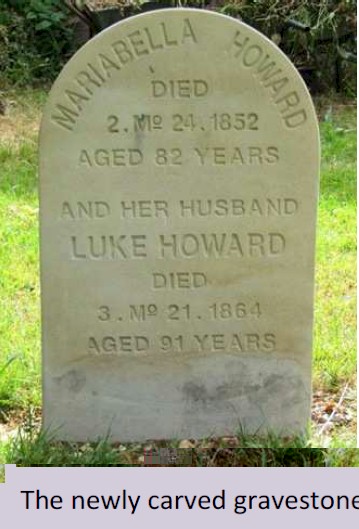 MARIABELLA HOWARD
DIED
2. Mº 24. 1852
AGED 82 YEARS
AND HER HUSBAND
LUKE HOWARD
DIED
3. Mº 21. 1864
AGED 91 YEARS
The newly carved gravestone